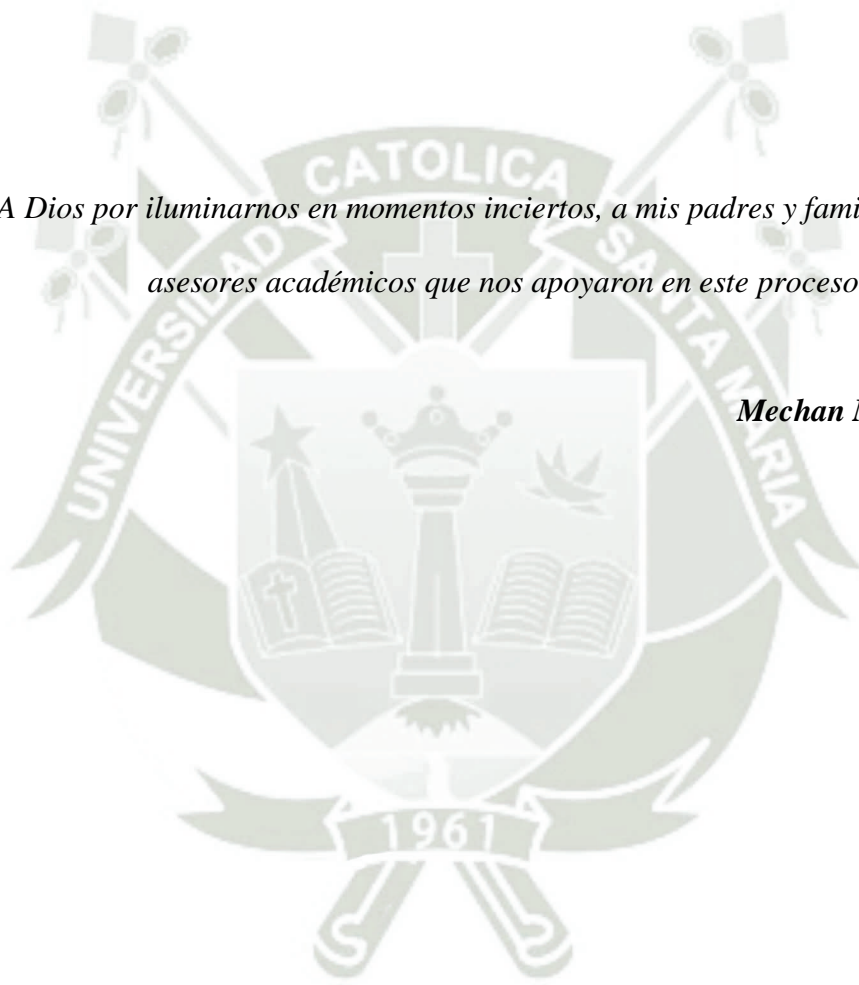 CATOLICA
UNIVERSIDAD
SANTA MARIA
A Dios por iluminarnos en momentos inciertos, a mis padres y
asesores académicos que nos apoyaron en este proceso
Mechan
1961